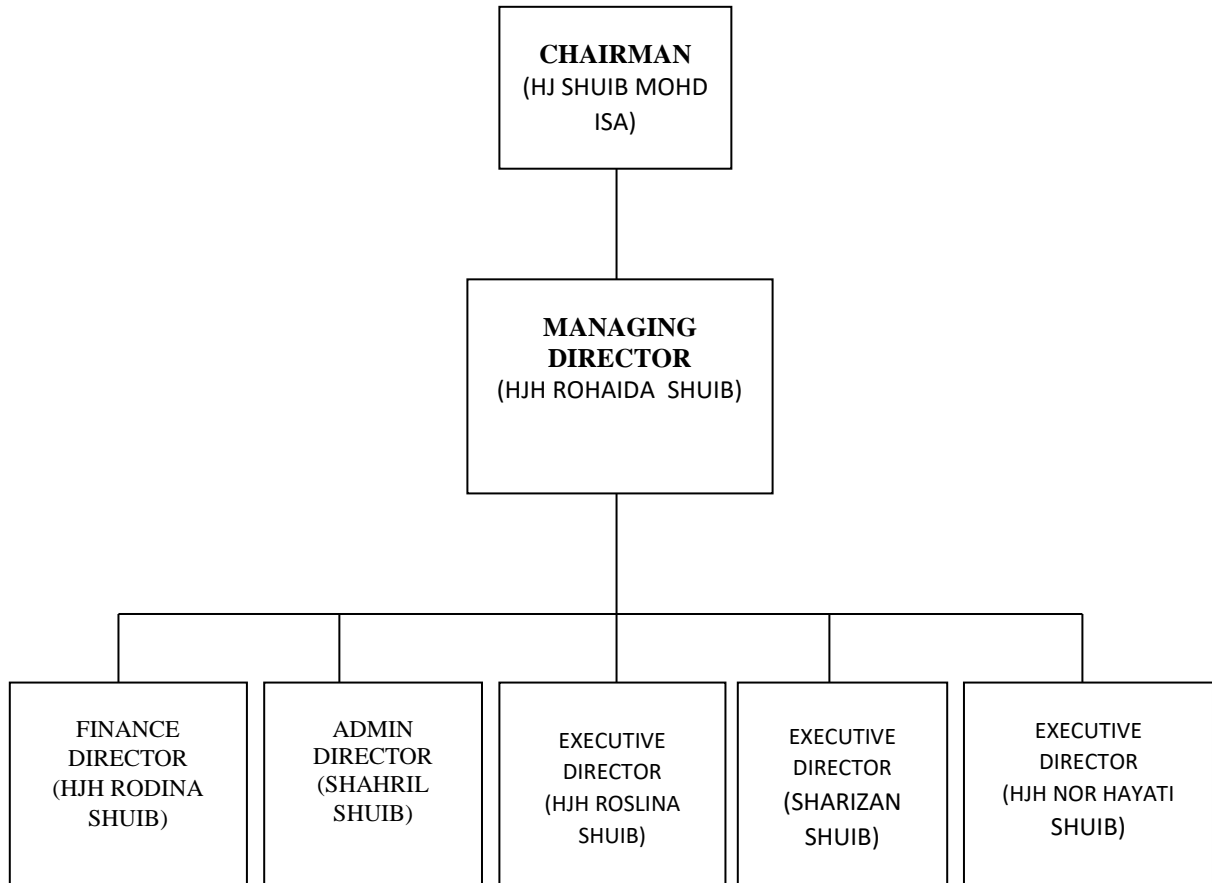 CHAIRMAN
(HJ SHUIB MOHD
ISA)
MANAGING
DIRECTOR
(HJH ROHAIDA  SHUIB)
FINANCE
DIRECTOR
(HJH RODINA
SHUIB)
ADMIN
DIRECTOR
(SHAHRIL
SHUIB)
EXECUTIVE
DIRECTOR
(HJH ROSLINA
SHUIB)
EXECUTIVE
DIRECTOR
(SHARIZAN
SHUIB)
EXECUTIVE
DIRECTOR
(HJH NOR HAYATI
SHUIB)